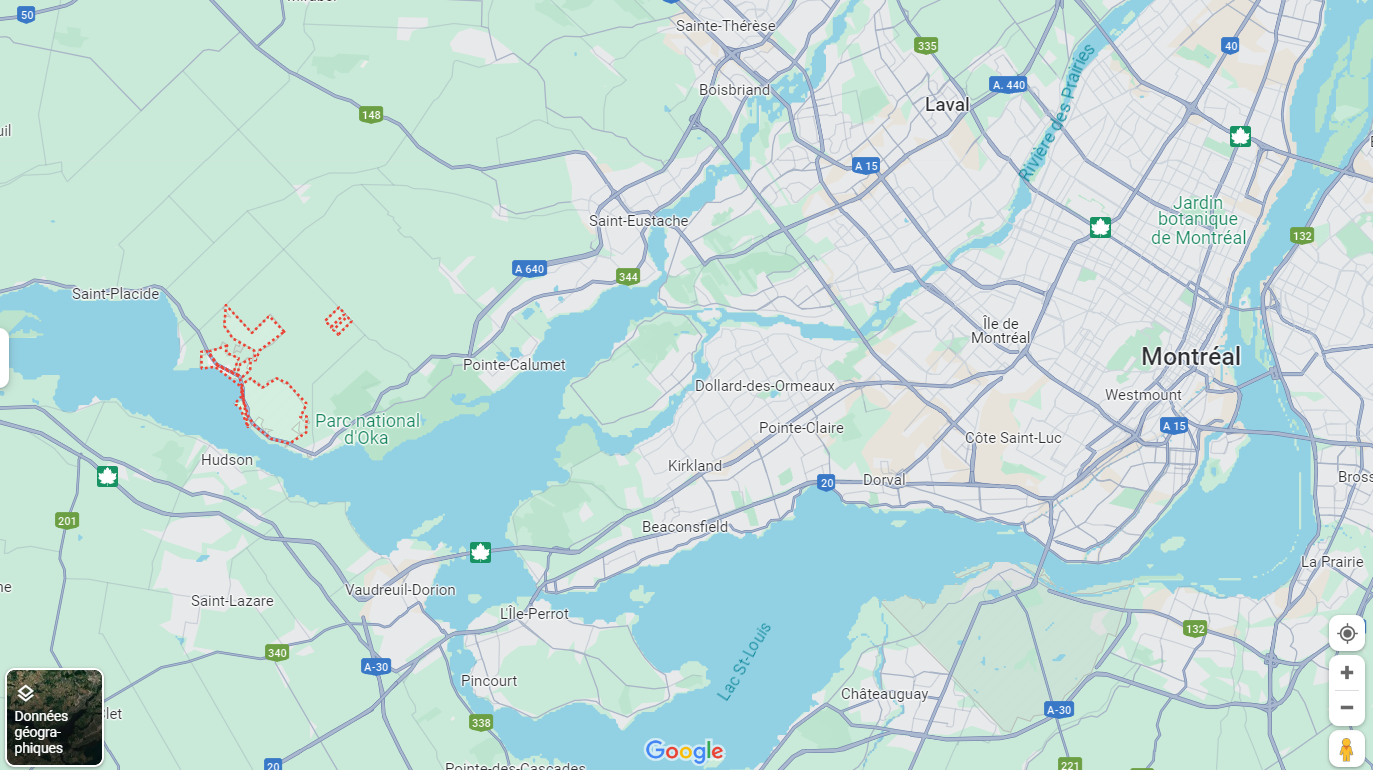 50
Sainte-Thérèse
335
40
Boisbriand
A. 440
Laval
148
Rivière des Prairies
A 15
Saint-Eustache
Jardin
botanique
de Montréal
132
A 640
344
Saint-Placide
Île de
Montréal
Montréal
Pointe-Calumet
Dollard-des-Ormeaux
Westmount
Parc national
d'Oka
Pointe-Claire
A 15
Côte Saint-Luc
Hudson
Kirkland
20
Dorval
201
Beaconsfield
La Prairie
Vaudreuil-Dorion
Saint-Lazare
L'Île-Perrot
132
340
A-30
Lac St-Louis
Pincourt
Châteauguay
A-30
338
Données
géogra-
phiques
Google
20
Pointe-des-Cascades
221